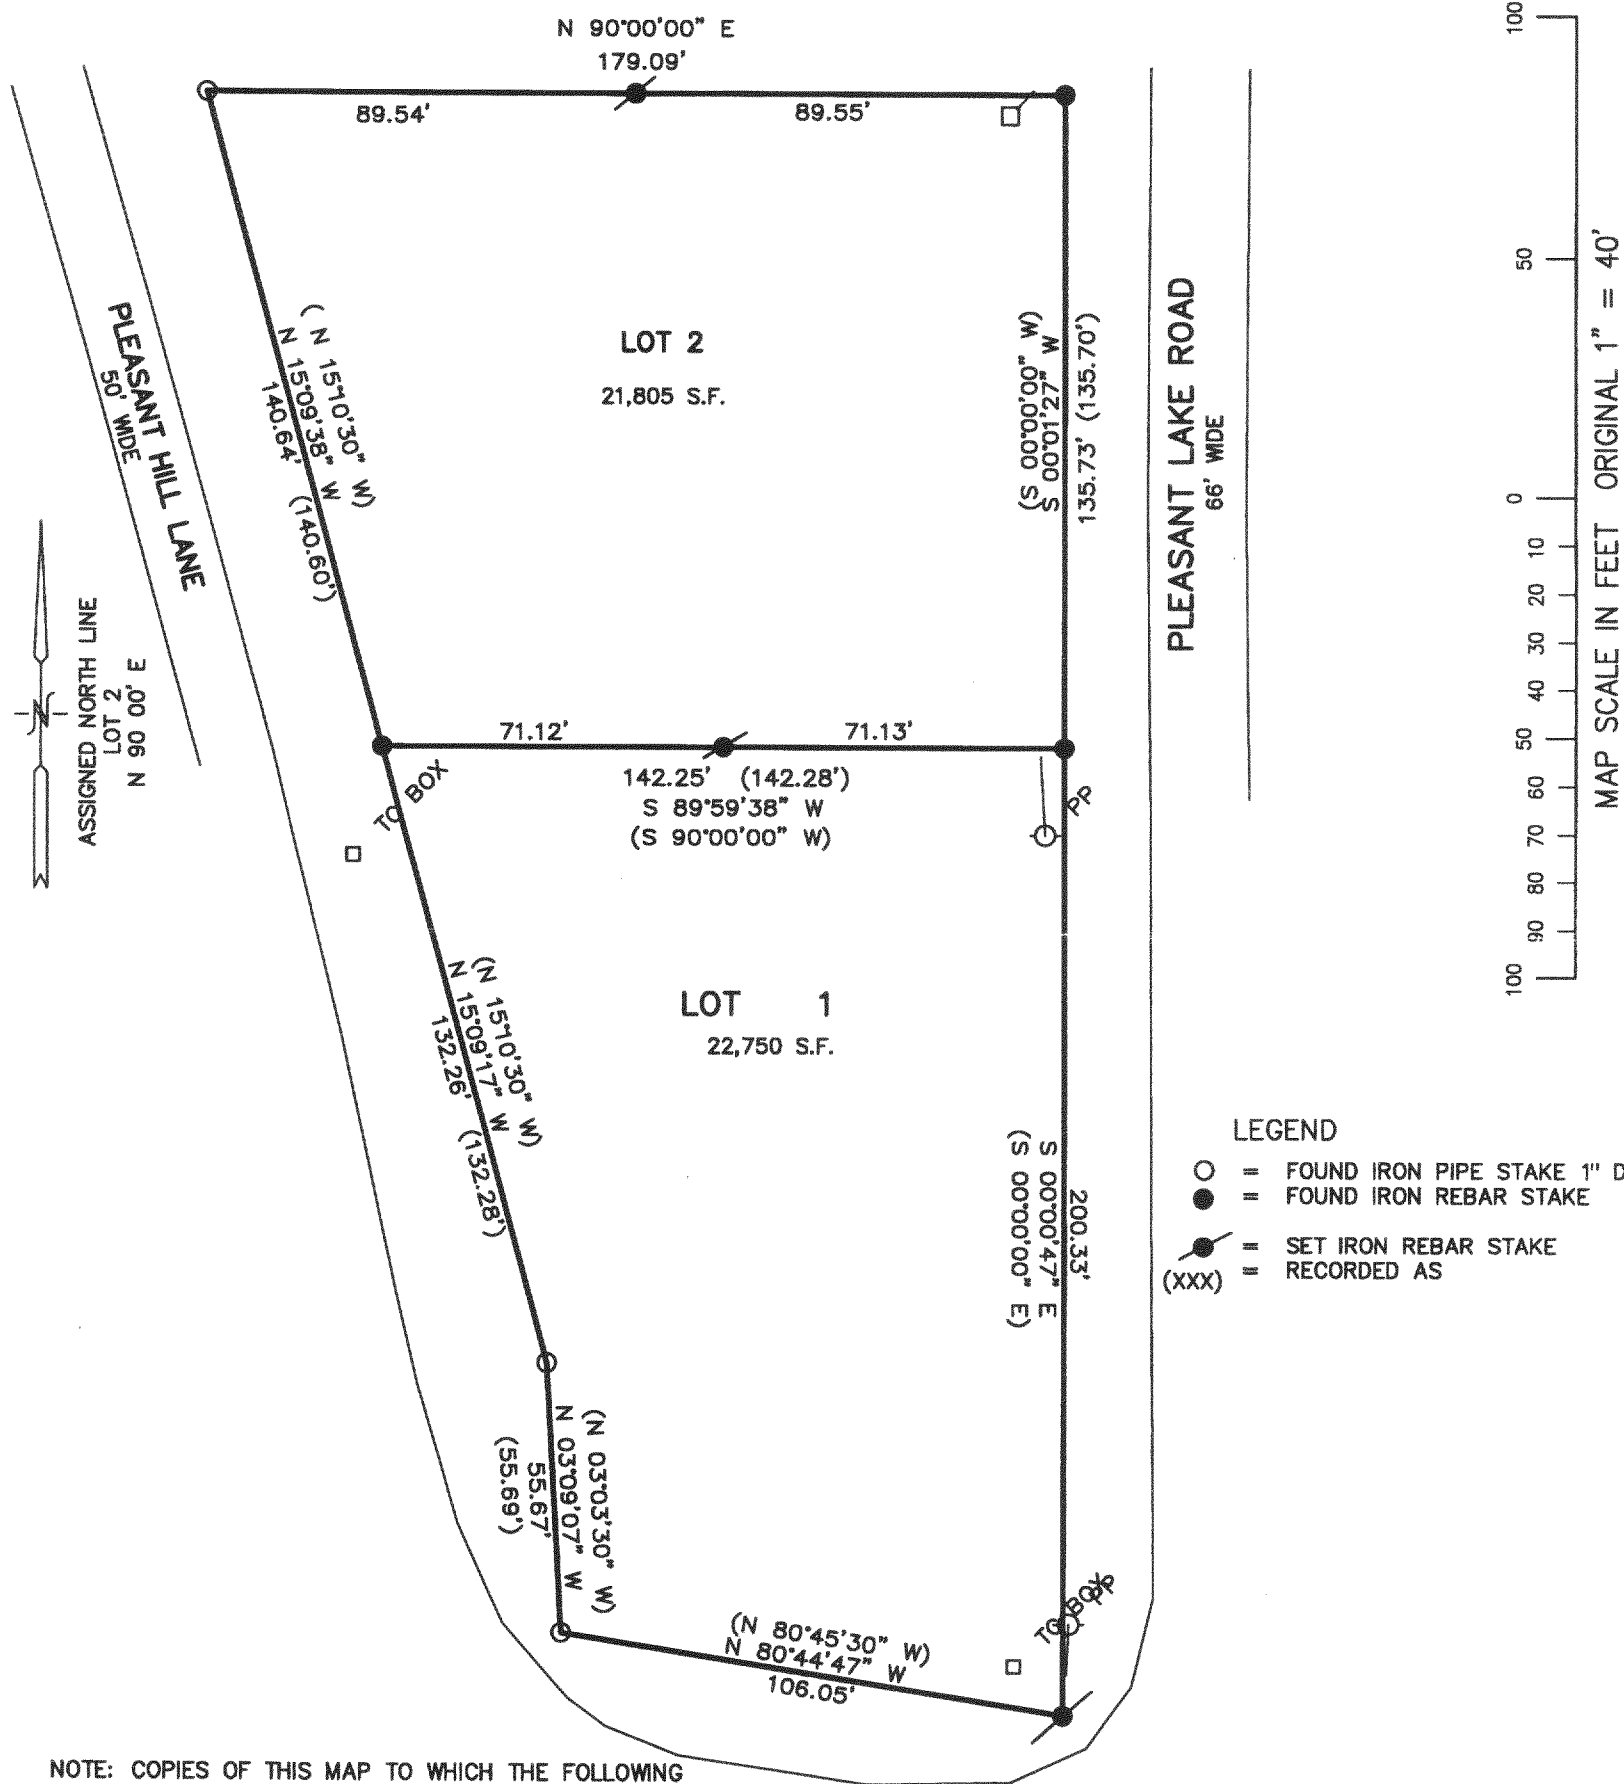 N 90°00'00" E
179.09'
89.54'
89.55'
LOT 2
21,805 S.F.
( N 15°10'30" W)
N 15°09'38" W
140.64' (140.60')
PLEASANT HILL LANE
50' WIDE
(S 00°00'00" W)
S 00°01'27" W
135.73' (135.70')
PLEASANT LAKE ROAD
66' WIDE
100
50
0
10
20
30
40
50
60
70
80
90
100
MAP SCALE IN FEET ORIGINAL 1" = 40'
N
ASSIGNED NORTH LINE
LOT 2
N 90 00' E
71.12'
71.13'
142.25' (142.28')
S 89°59'38" W
(S 90°00'00" W)
TC BOX
PP
LOT 1
22,750 S.F.
(N 15°10'30" W)
N 15°09'17" W
132.26' (132.28')
200.33'
S 00°00'47" E
(S 00°00'00" E)
LEGEND
= FOUND IRON PIPE STAKE 1" D
= FOUND IRON REBAR STAKE
= SET IRON REBAR STAKE
(XXX) = RECORDED AS
(N 03°03'30" W)
N 03°09'07" W
55.67'
(55.69')
BOX
PP
(N 80°45'30" W)
N 80°44'47" W
106.05'
NOTE: COPIES OF THIS MAP TO WHICH THE FOLLOWING